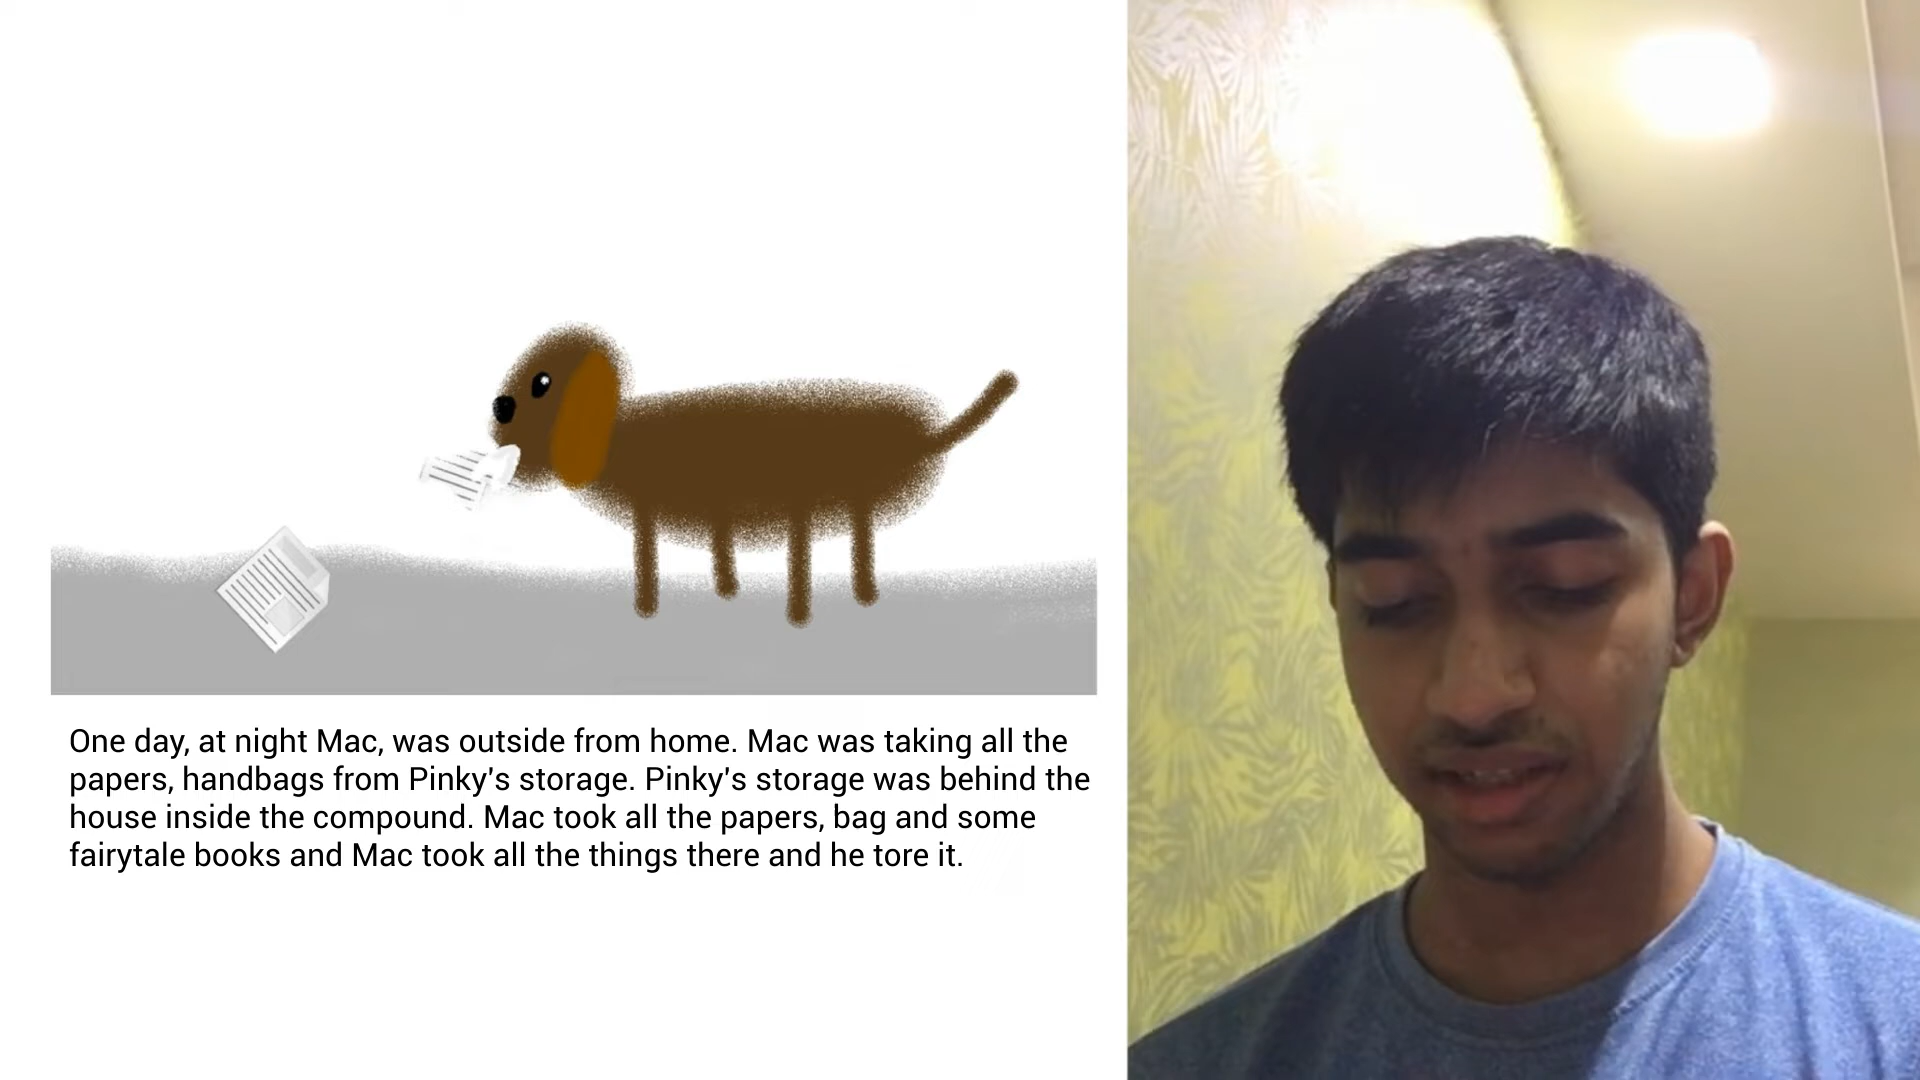 One day, at night Mac, was outside from home. Mac was taking all the
papers, handbags from Pinky's storage. Pinky's storage was behind the
house inside the compound. Mac took all the papers, bag and some
fairytale books and Mac took all the things there and he tore it.